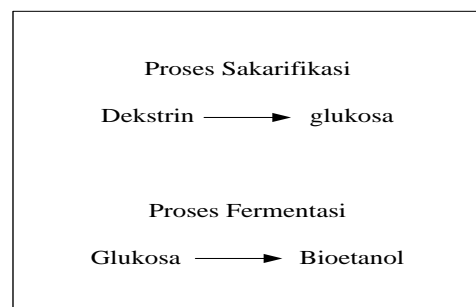 Proses Sakarifikasi
Dekstrin glukosa
Proses Fermentasi
Glukosa Bioetanol